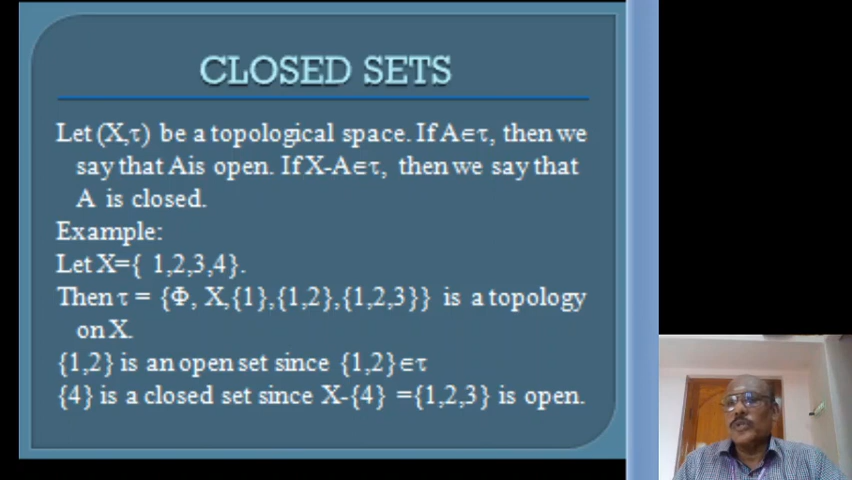 CLOSED SETS
Let (X,τ) be a topological space. If A∈τ, then we
say that Ais open. If X-A∈τ, then we say that
A is closed.
Example:
Let X={ 1,2,3,4}.
Then τ = {Φ, X,{1},{1,2},{1,2,3}} is a topology
on X.
{1,2} is an open set since {1,2}∈τ
{4} is a closed set since X-{4} ={1,2,3} is open.